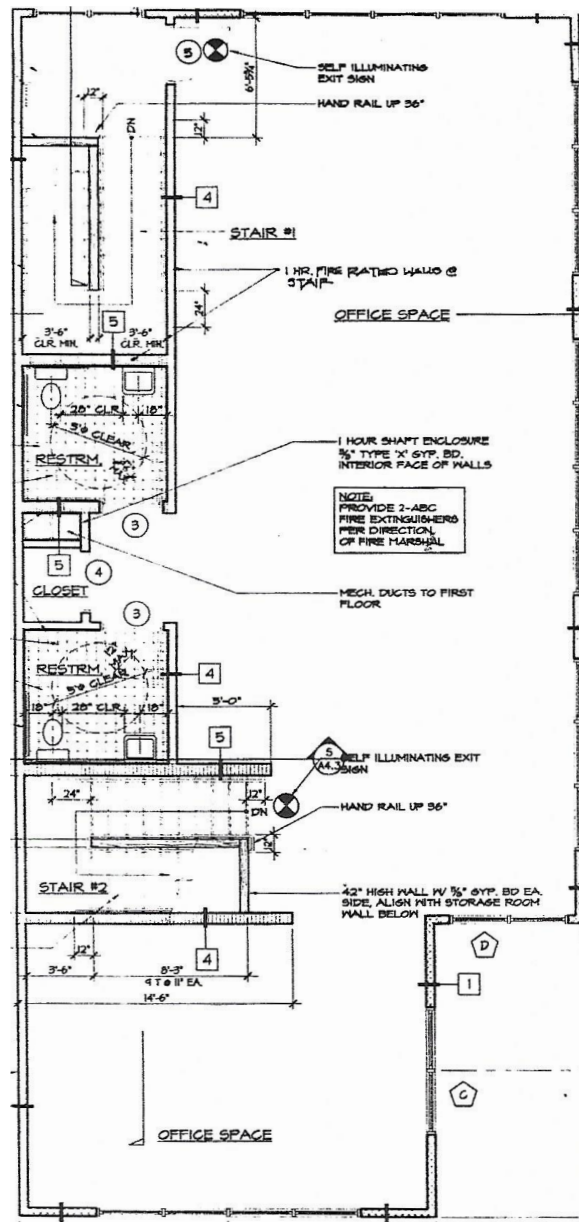 5
SELF ILLUMINATING
EXIT SIGN
12"
6'-5¾"
HAND RAIL UP 36"
12"
DN
4
STAIR #1
1 HR. FIRE RATED WALLS @
STAIR
24"
OFFICE SPACE
5
3'-6"
CLR. MIN.
3'-6"
CLR. MIN.
28" CLR.
18"
5'ø CLEAR
RESTRM.
1 HOUR SHAFT ENCLOSURE
⅝" TYPE 'X' GYP. BD.
INTERIOR FACE OF WALLS
NOTE:
PROVIDE 2-ABC
FIRE EXTINGUISHERS
PER DIRECTION
OF FIRE MARSHAL
3
5
4
CLOSET
MECH. DUCTS TO FIRST
FLOOR
3
RESTRM.
4
5'ø CLEAR
18"
28" CLR.
18"
5'-0"
5
5
A4.3
SELF ILLUMINATING EXIT
SIGN
24"
12"
DN
HAND RAIL UP 36"
12"
STAIR #2
42" HIGH WALL W/ ⅝" GYP. BD EA.
SIDE, ALIGN WITH STORAGE ROOM
WALL BELOW
12"
4
D
3'-6"
8'-3"
9 T @ 11" EA.
14'-6"
1
C
OFFICE SPACE